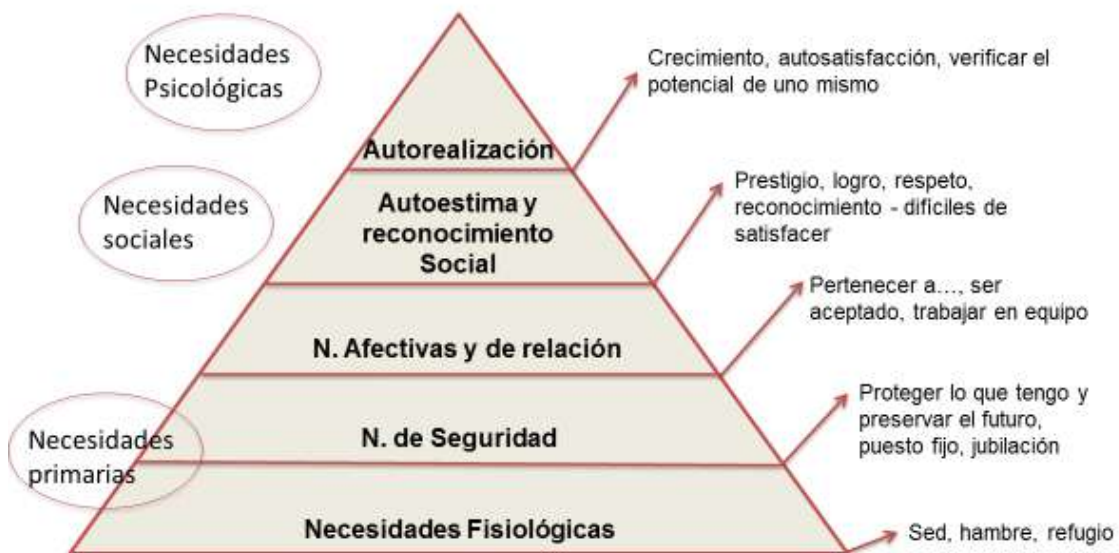 Necesidades
Psicológicas
Crecimiento, autosatisfacción, verificar el
potencial de uno mismo
Autorealización
Necesidades
sociales
Autoestima y
reconocimiento
Social
Prestigio, logro, respeto,
reconocimiento - difíciles de
satisfacer
Pertenecer a…, ser
aceptado, trabajar en equipo
N. Afectivas y de relación
Necesidades
primarias
N. de Seguridad
Proteger lo que tengo y
preservar el futuro,
puesto fijo, jubilación
Necesidades Fisiológicas
Sed, hambre, refugio